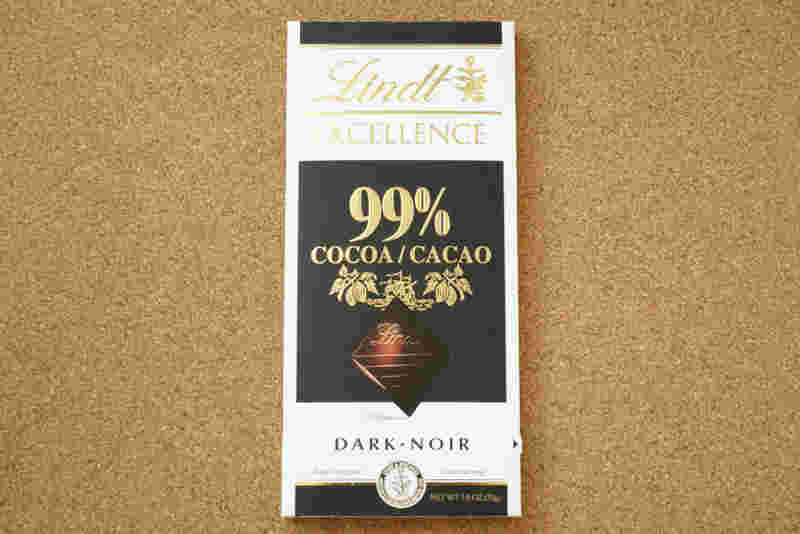 Lindt
EXCELLENCE
99%
COCOA / CACAO
Lindt
DARK·NOIR
NET WT